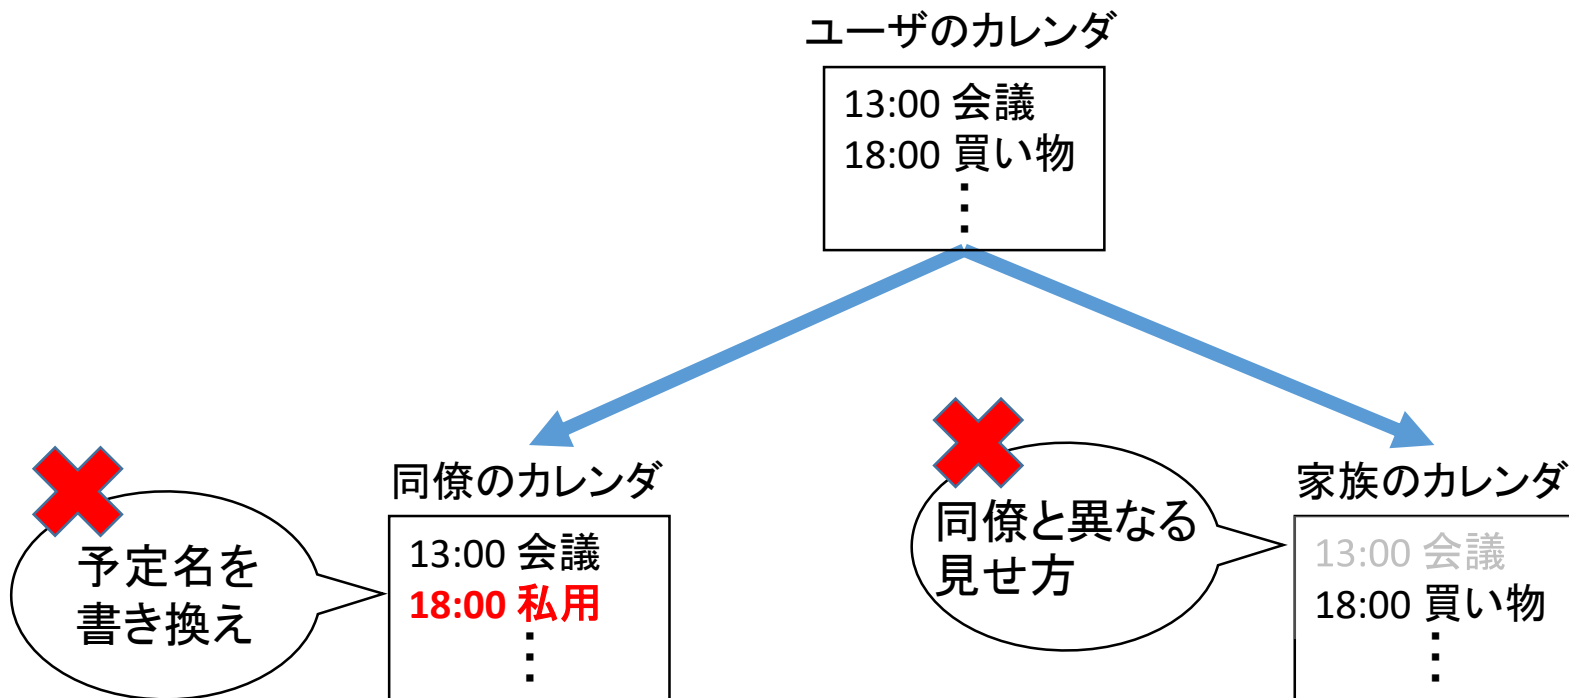 ユーザのカレンダ
13:00 会議
18:00 買い物
⋮
予定名を
書き換え
同僚のカレンダ
13:00 会議
18:00 私用
⋮
同僚と異なる
見せ方
家族のカレンダ
13:00 会議
18:00 買い物
⋮